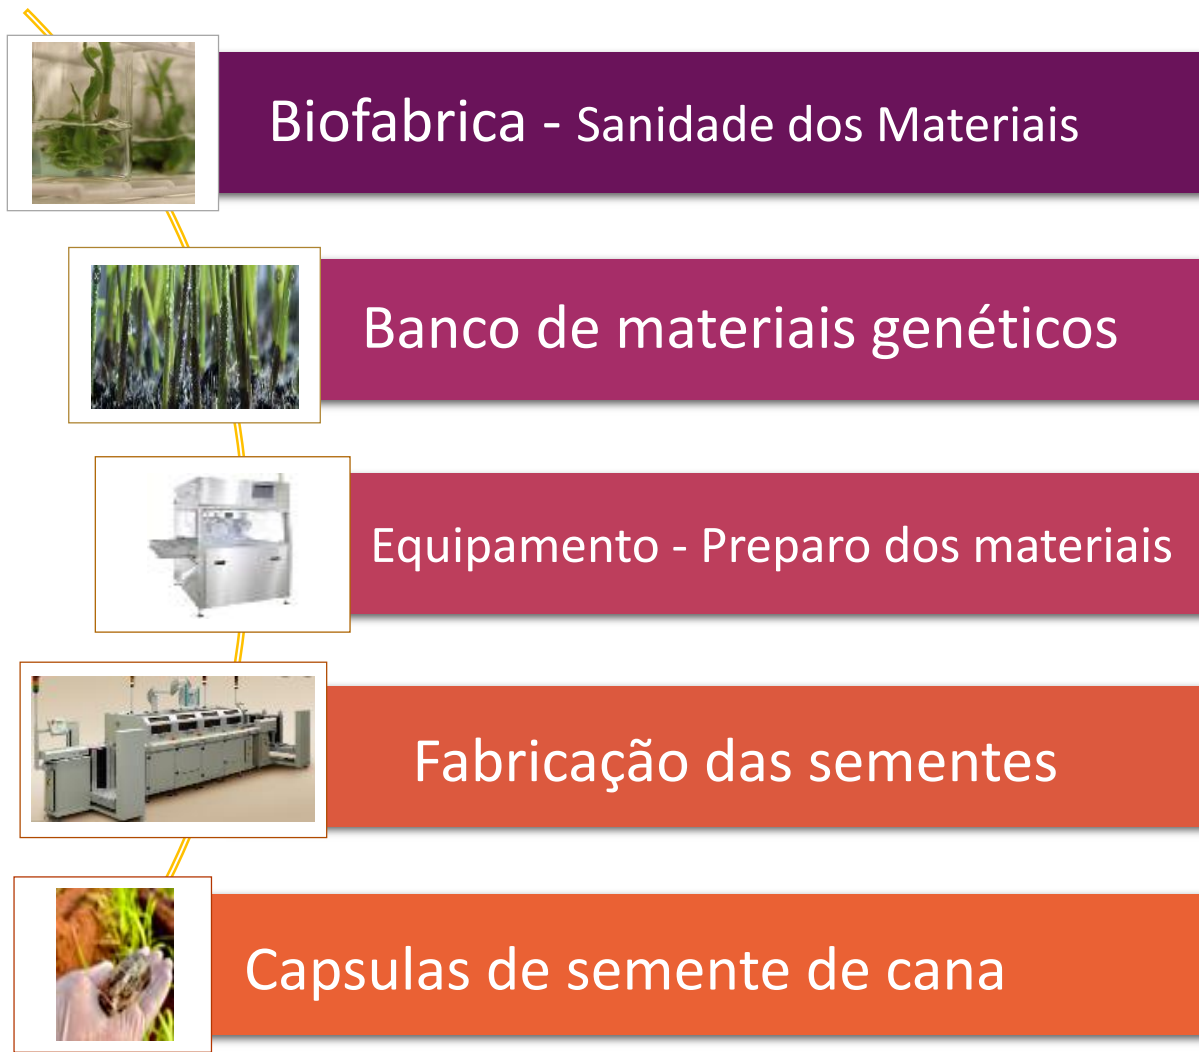 Biofabrica - Sanidade dos Materiais
Banco de materiais genéticos
Equipamento - Preparo dos materiais
Fabricação das sementes
Capsulas de semente de cana